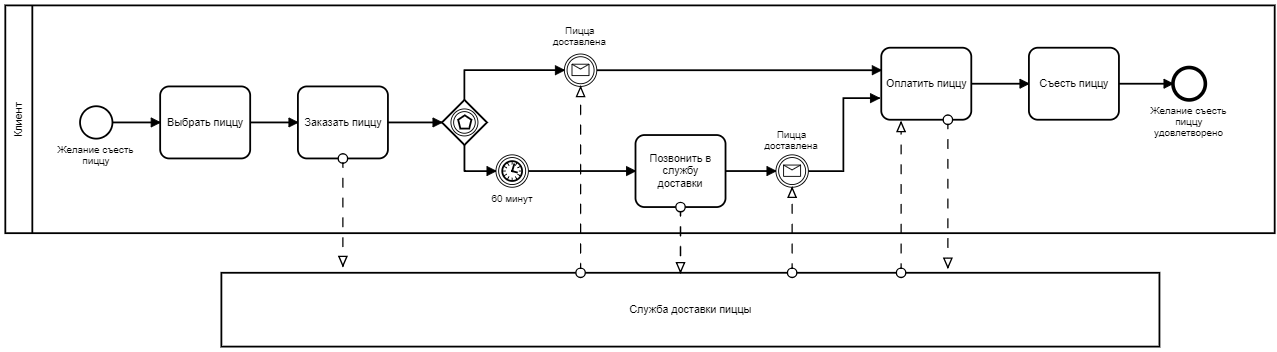 Клиент
Желание съесть
пиццу
Выбрать пиццу
Заказать пиццу
Пицца
доставлена
60 минут
Позвонить в
службу
доставки
Пицца
доставлена
Оплатить пиццу
Съесть пиццу
Желание съесть
пиццу
удовлетворено
Служба доставки пиццы